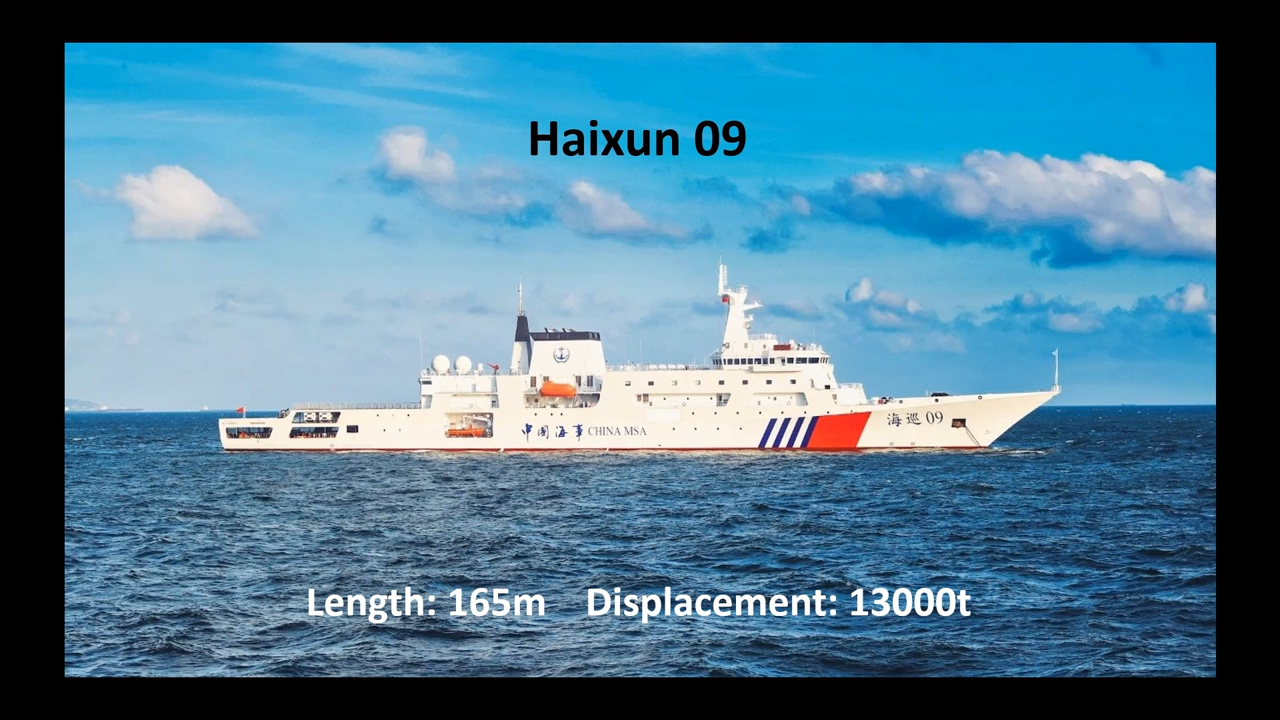 Haixun 09
海巡 09
中国海事 CHINA MSA
Length: 165m Displacement: 13000t